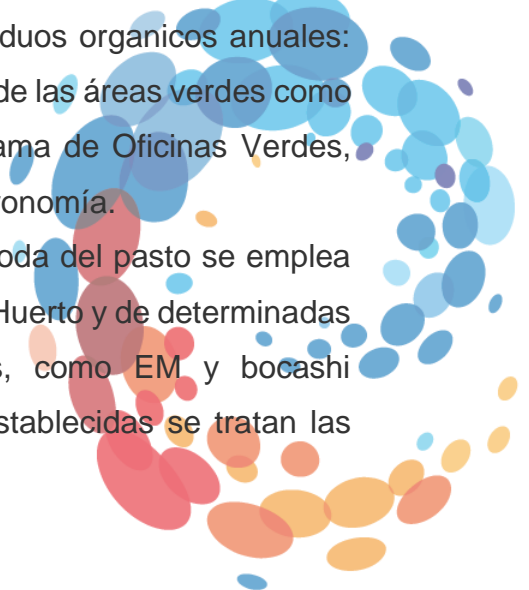 duos organicos anuales:
de las áreas verdes como
ama de Oficinas Verdes,
onomía.
oda del pasto se emplea
Huerto y de determinadas
s, como EM y bocashi
stablecidas se tratan las